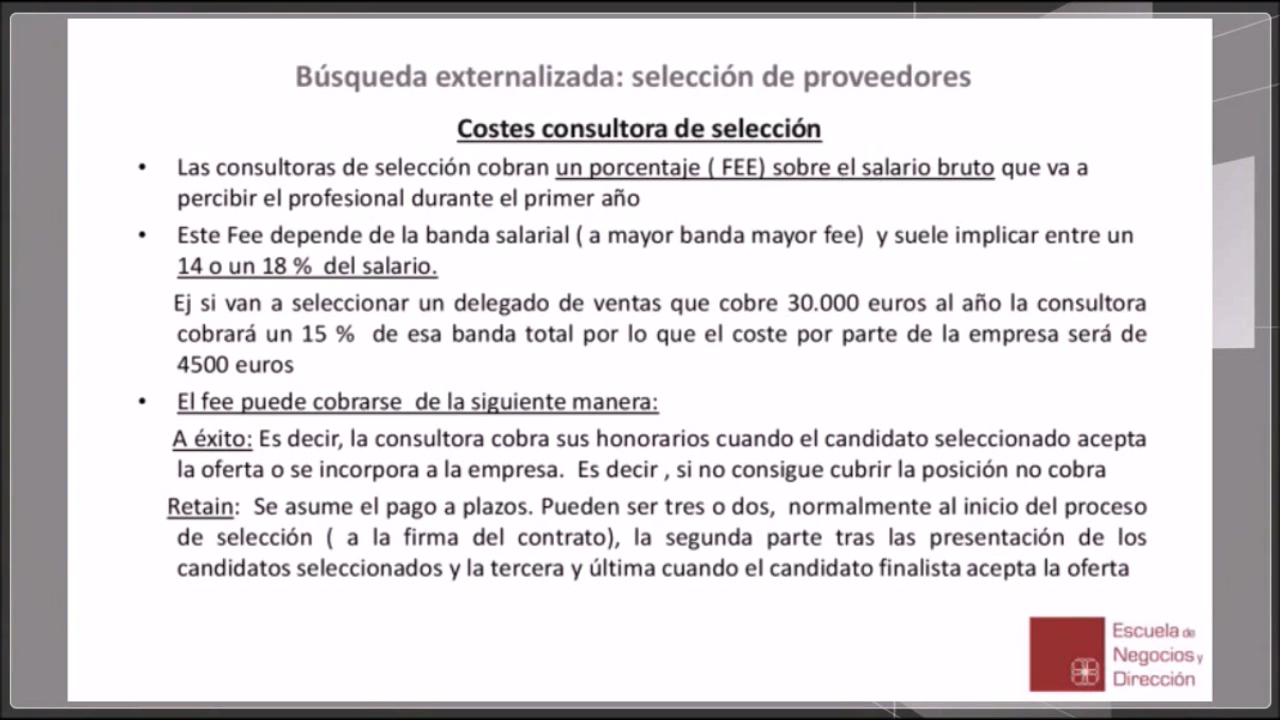 Búsqueda externalizada: selección de proveedores
Costes consultora de selección
• Las consultoras de selección cobran un porcentaje ( FEE) sobre el salario bruto que va a
percibir el profesional durante el primer año
• Este Fee depende de la banda salarial ( a mayor banda mayor fee)  y suele implicar entre un
14 o un 18 %  del salario.
Ej si van a seleccionar un delegado de ventas que cobre 30.000 euros al año la consultora
cobrará un 15 %  de esa banda total por lo que el coste por parte de la empresa será de
4500 euros
• El fee puede cobrarse  de la siguiente manera:
A éxito: Es decir, la consultora cobra sus honorarios cuando el candidato seleccionado acepta
la oferta o se incorpora a la empresa.  Es decir , si no consigue cubrir la posición no cobra
Retain:  Se asume el pago a plazos. Pueden ser tres o dos,  normalmente al inicio del proceso
de selección ( a la firma del contrato), la segunda parte tras las presentación de los
candidatos seleccionados y la tercera y última cuando el candidato finalista acepta la oferta
Escuela de
Negocios y
Dirección